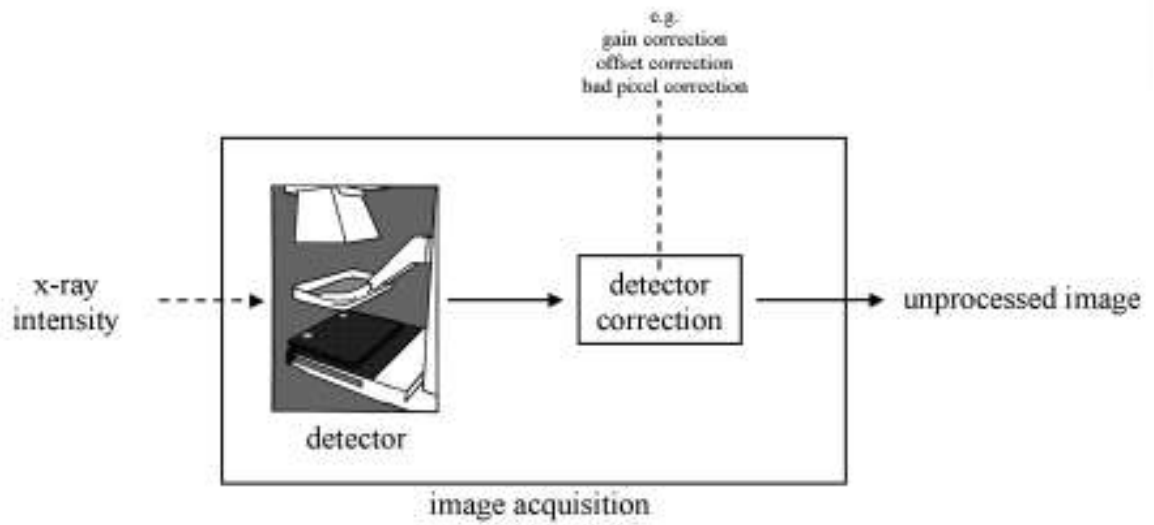 e.g.
gain correction
offset correction
bad pixel correction
x-ray
intensity
detector
detector
correction
unprocessed image
image acquisition